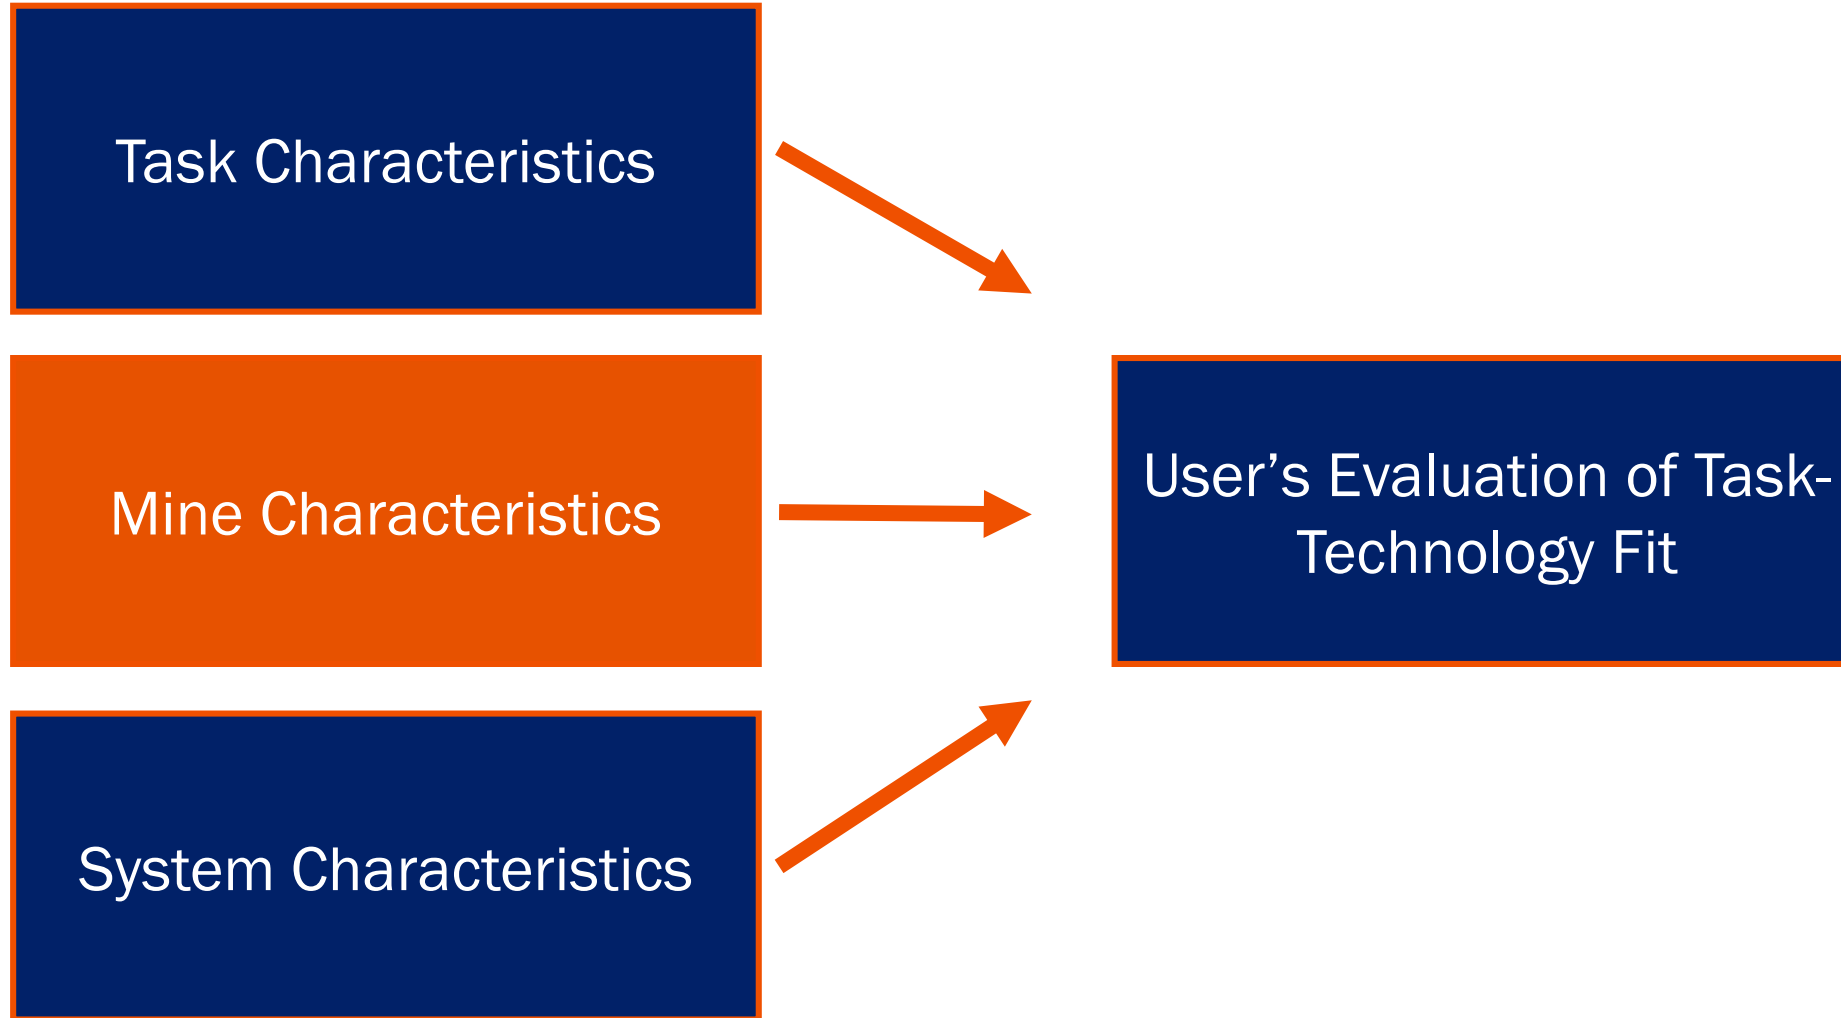 Task Characteristics
Mine Characteristics
User’s Evaluation of Task-
Technology Fit
System Characteristics